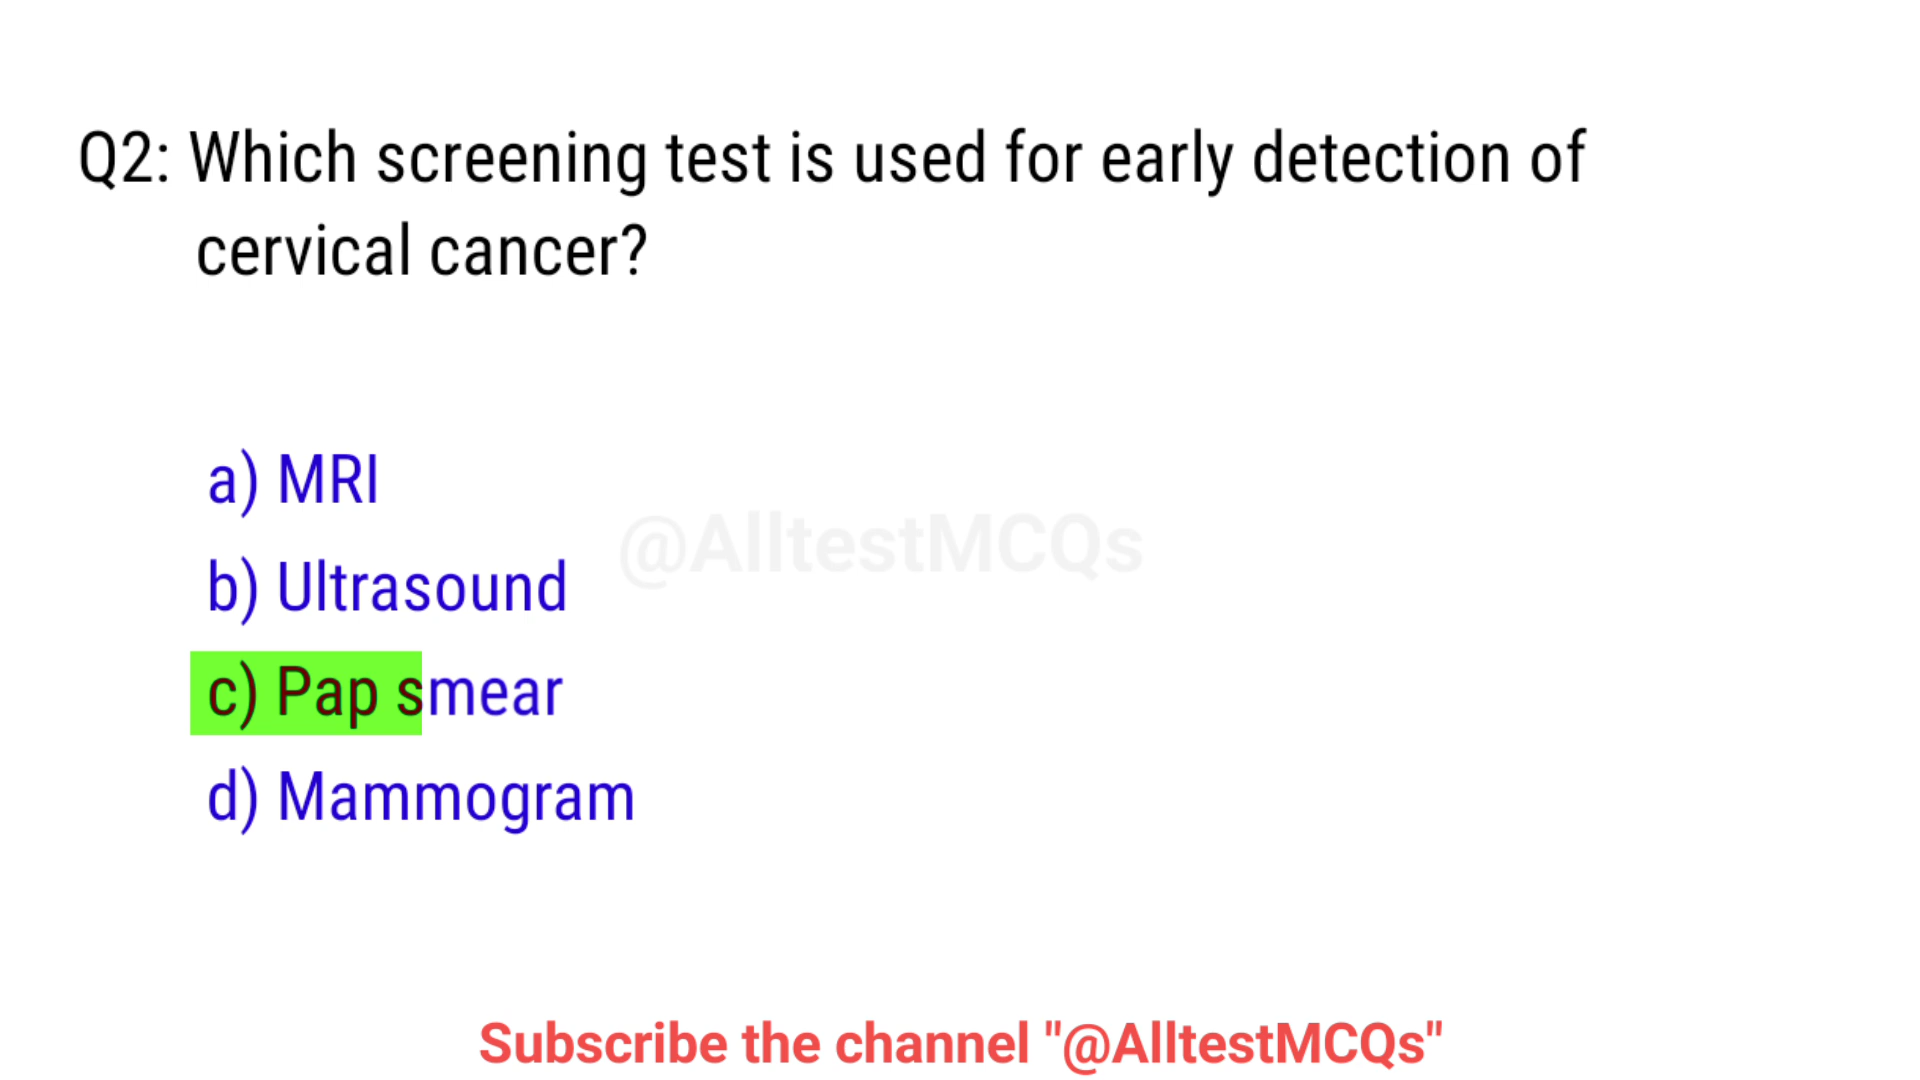 Q2: Which screening test is used for early detection of
cervical cancer?
a) MRI
@AlltestMCQs
b) Ultrasound
c) Pap smear
d) Mammogram
Subscribe the channel "@AlltestMCQs"